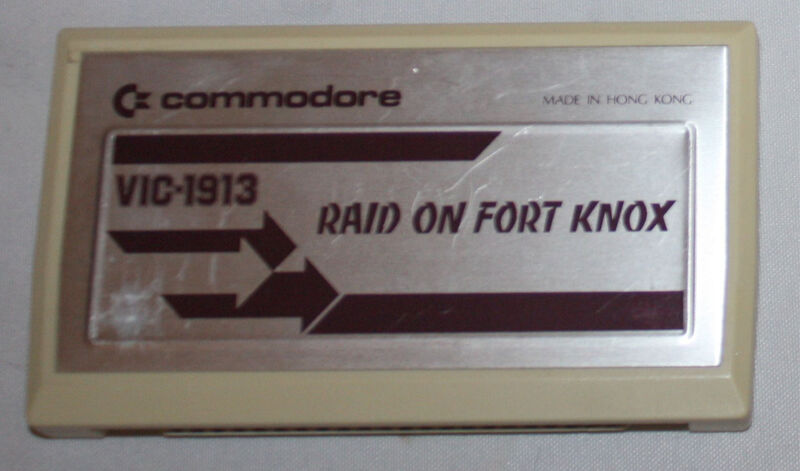 commodore MADE IN HONG KONG
VIC-1913
RAID ON FORT KNOX